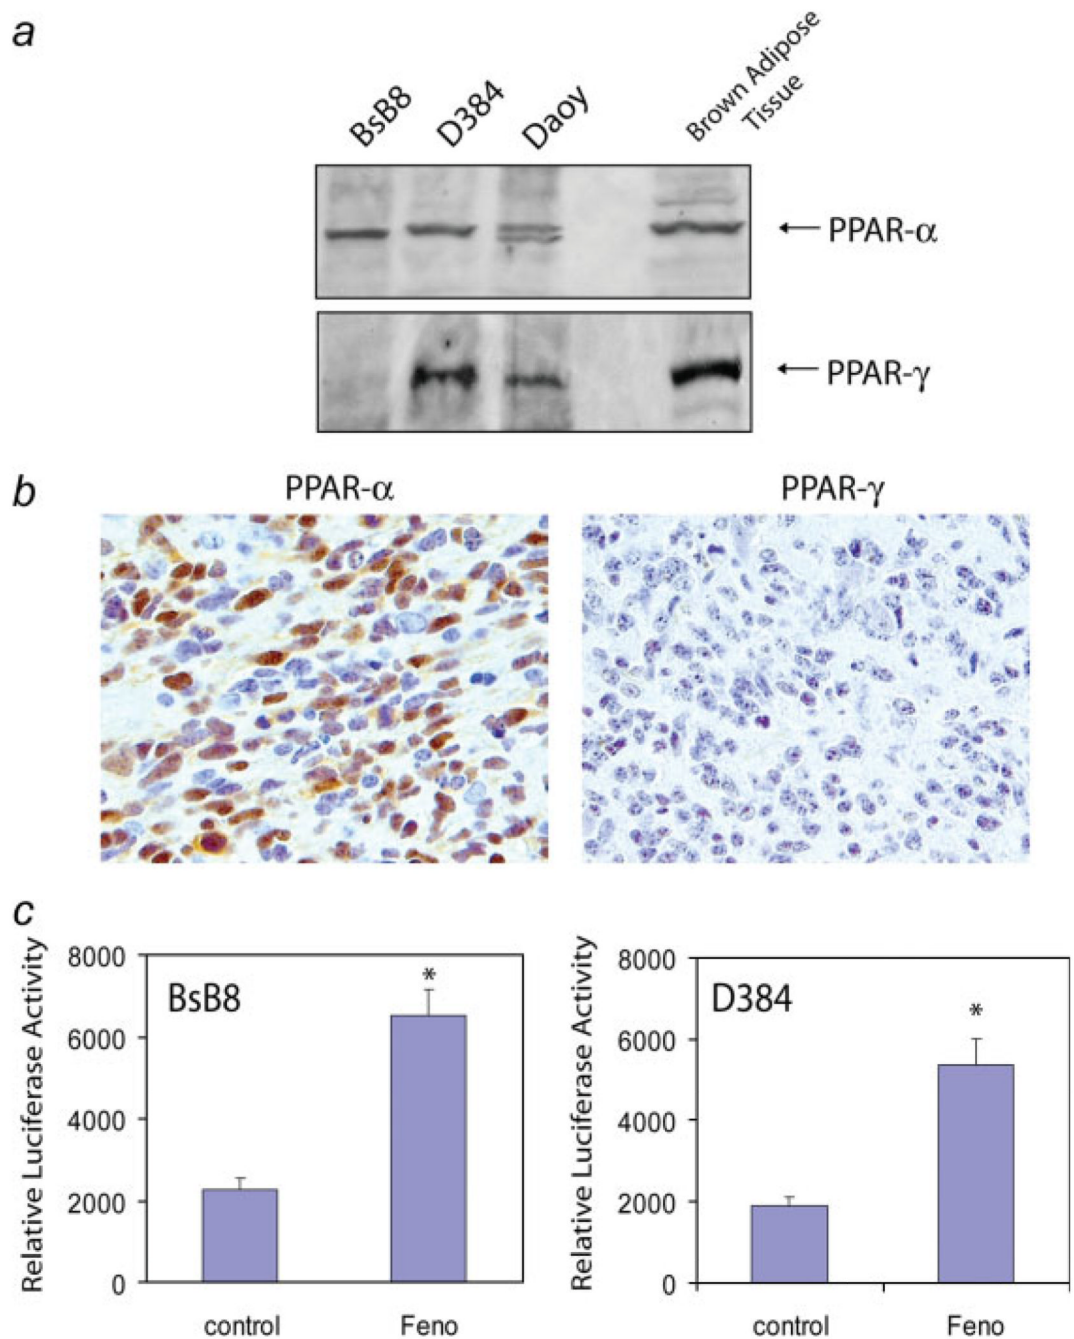 a
BsB8
D384
Daoy
Brown Adipose
Tissue
PPAR-α
PPAR-γ
b
PPAR-α
PPAR-γ
c
Relative Luciferase Activity
8000
6000
4000
2000
0
BsB8
*
control
Feno
Relative Luciferase Activity
8000
6000
4000
2000
0
D384
*
control
Feno